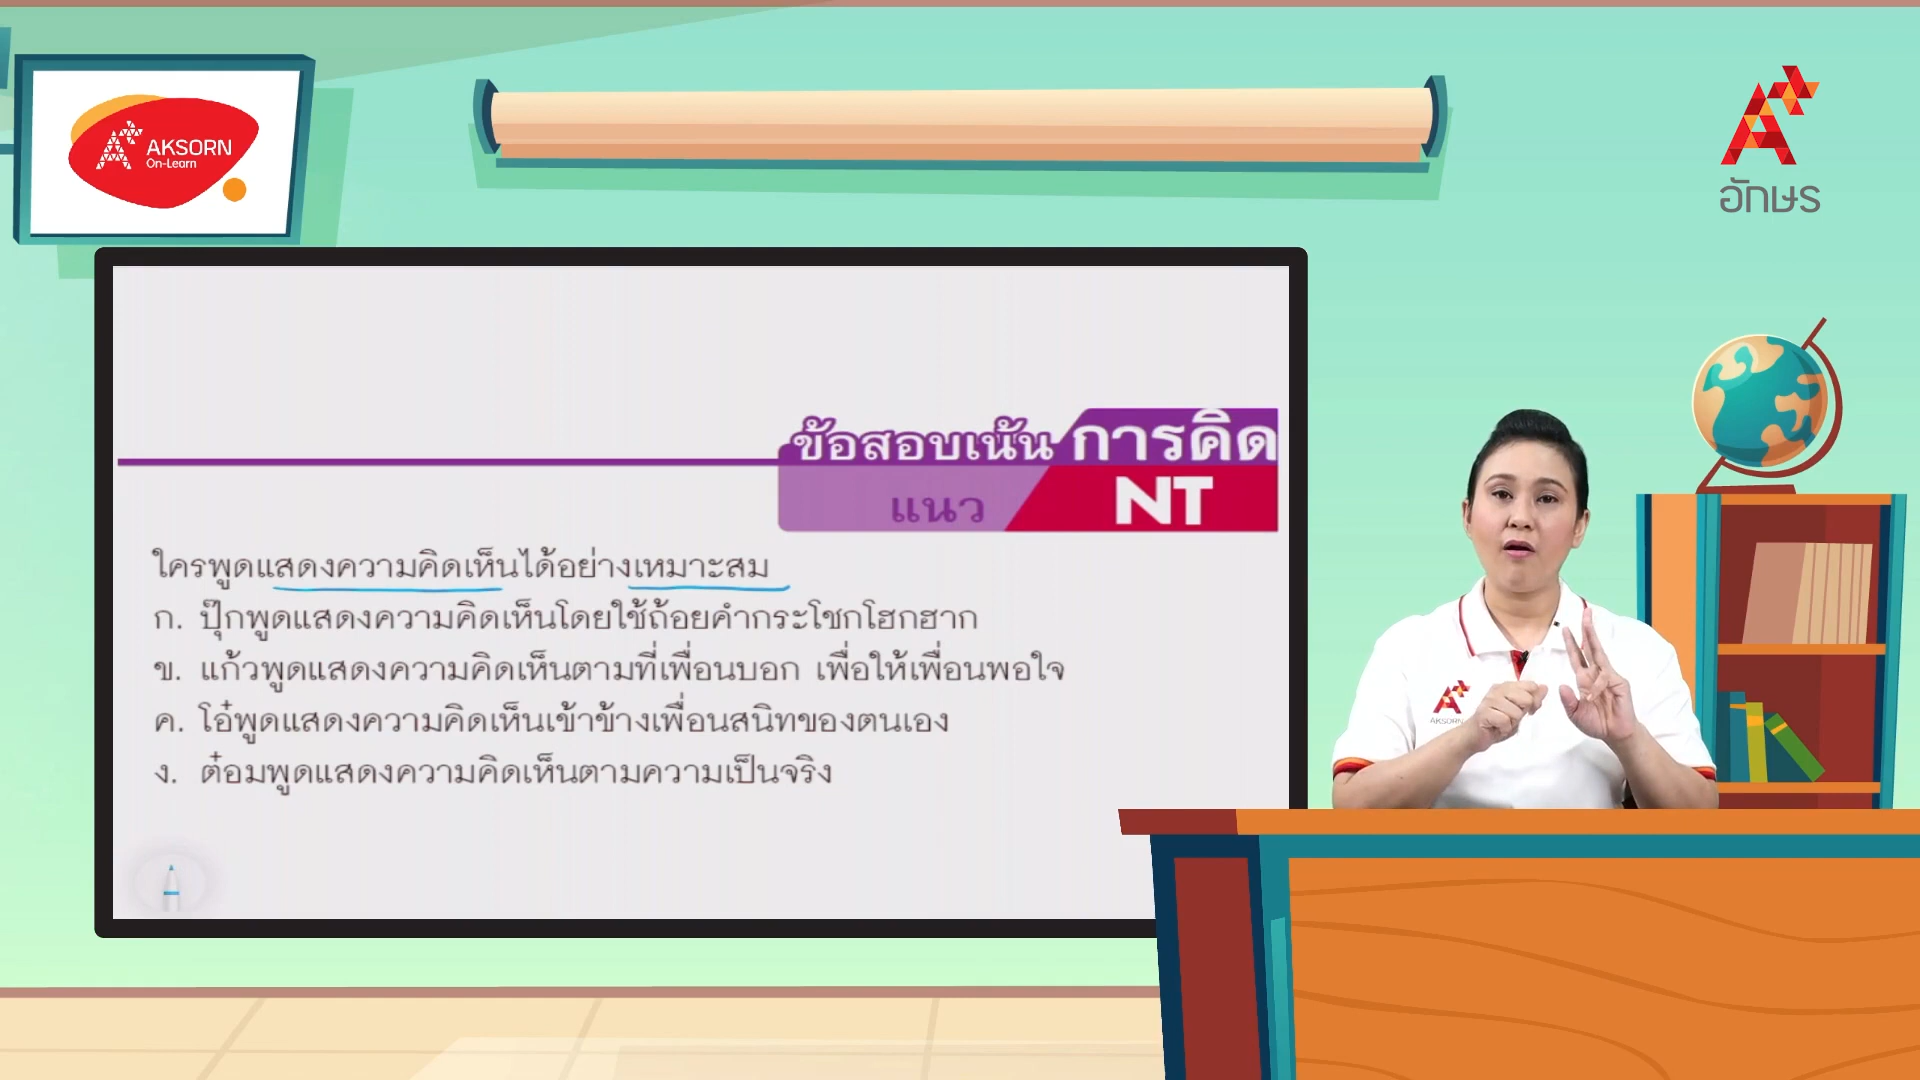 AKSORN
On-Learn
อักษร
ข้อสอบเน้น การคิด
แนว NT
ใครพูดแสดงความคิดเห็นได้อย่างเหมาะสม
ก. ปุ๊กพูดแสดงความคิดเห็นโดยใช้ถ้อยคำกระโชกโฮกฮาก
ข. แก้วพูดแสดงความคิดเห็นตามที่เพื่อนบอก เพื่อให้เพื่อนพอใจ
ค. โอ๋พูดแสดงความคิดเห็นเข้าข้างเพื่อนสนิทของตนเอง
ง. ต๋อมพูดแสดงความคิดเห็นตามความเป็นจริง
AKSORN